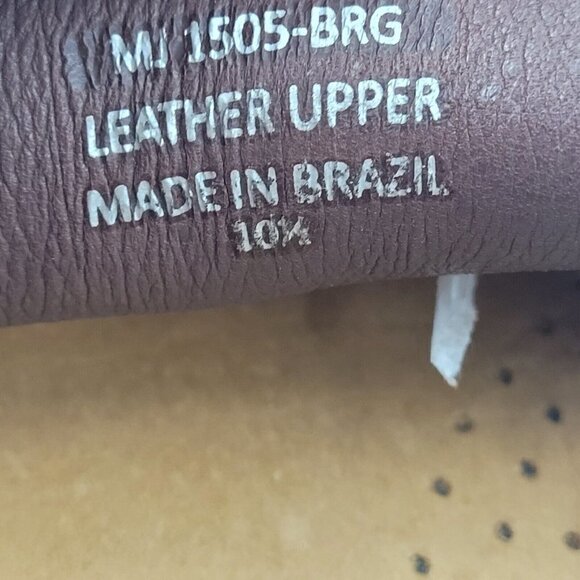 MJ 1505-BRG
LEATHER UPPER
MADE IN BRAZIL
10½